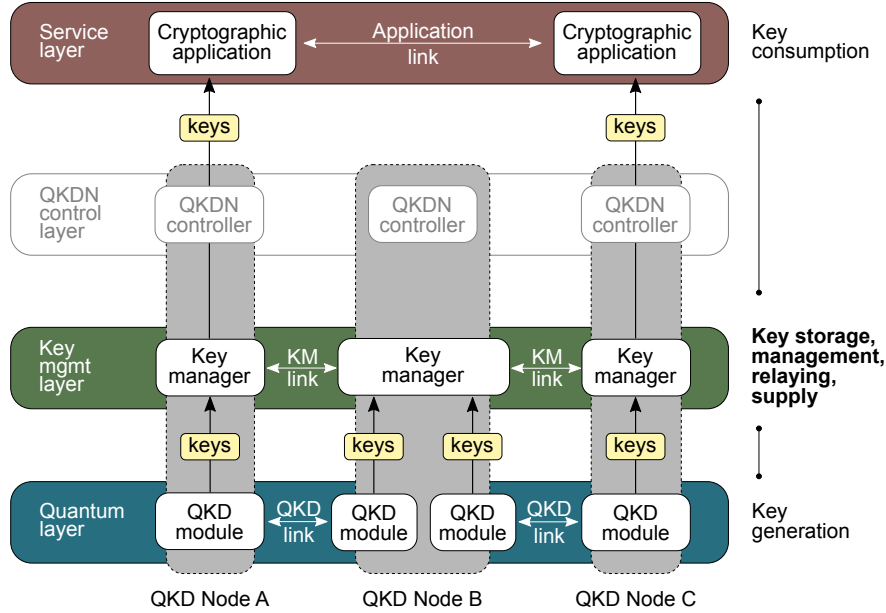 Service
layer
Cryptographic
application
Application
link
Cryptographic
application
Key
consumption
keys
keys
QKDN
control
layer
QKDN
controller
QKDN
controller
QKDN
controller
Key
mgmt
layer
Key
manager
KM
link
Key
manager
KM
link
Key
manager
Key storage,
management,
relaying,
supply
keys
keys
keys
keys
Quantum
layer
QKD
module
QKD
link
QKD
module
QKD
module
QKD
link
QKD
module
Key
generation
QKD Node A
QKD Node B
QKD Node C